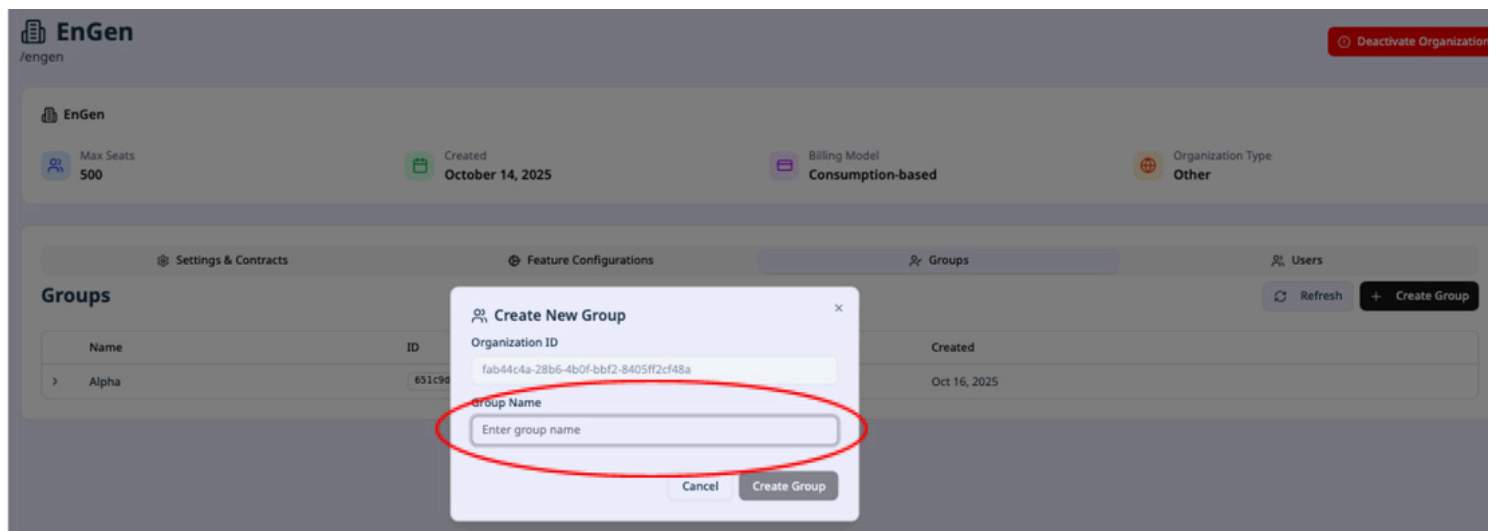 EnGen
/engen
Deactivate Organization
EnGen
Max Seats
500
Created
October 14, 2025
Billing Model
Consumption-based
Organization Type
Other
Settings & Contracts
Feature Configurations
Groups
Users
Groups
Refresh
+ Create Group
Name
ID
Created
Alpha
651c9d
Oct 16, 2025
Create New Group
Organization ID
fab44c4a-28b6-4b0f-bbf2-8405ff2cf48a
Group Name
Enter group name
Cancel
Create Group